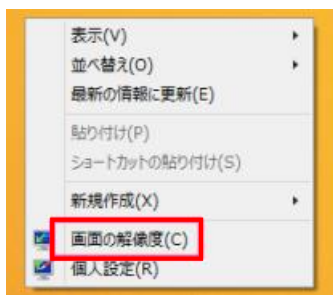 表示(V)
並べ替え(O)
最新の情報に更新(E)
貼り付け(P)
ショートカットの貼り付け(S)
新規作成(X)
画面の解像度(C)
個人設定(R)